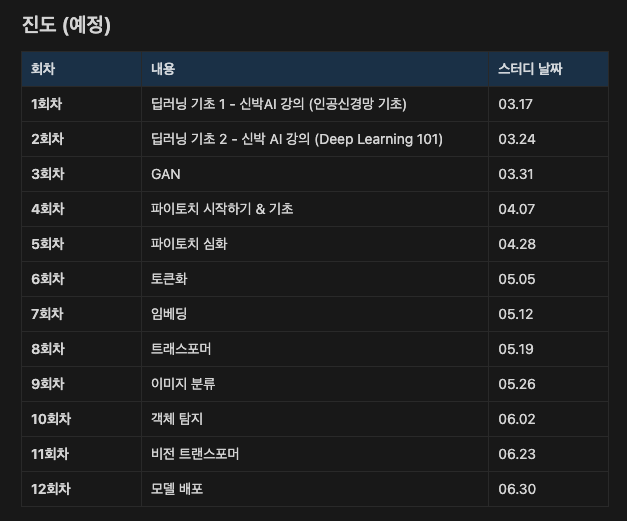 진도 (예정)
회차 내용 스터디 날짜
1회차 딥러닝 기초 1 - 신박AI 강의 (인공신경망 기초) 03.17
2회차 딥러닝 기초 2 - 신박 AI 강의 (Deep Learning 101) 03.24
3회차 GAN 03.31
4회차 파이토치 시작하기 & 기초 04.07
5회차 파이토치 심화 04.28
6회차 토큰화 05.05
7회차 임베딩 05.12
8회차 트래스포머 05.19
9회차 이미지 분류 05.26
10회차 객체 탐지 06.02
11회차 비전 트랜스포머 06.23
12회차 모델 배포 06.30